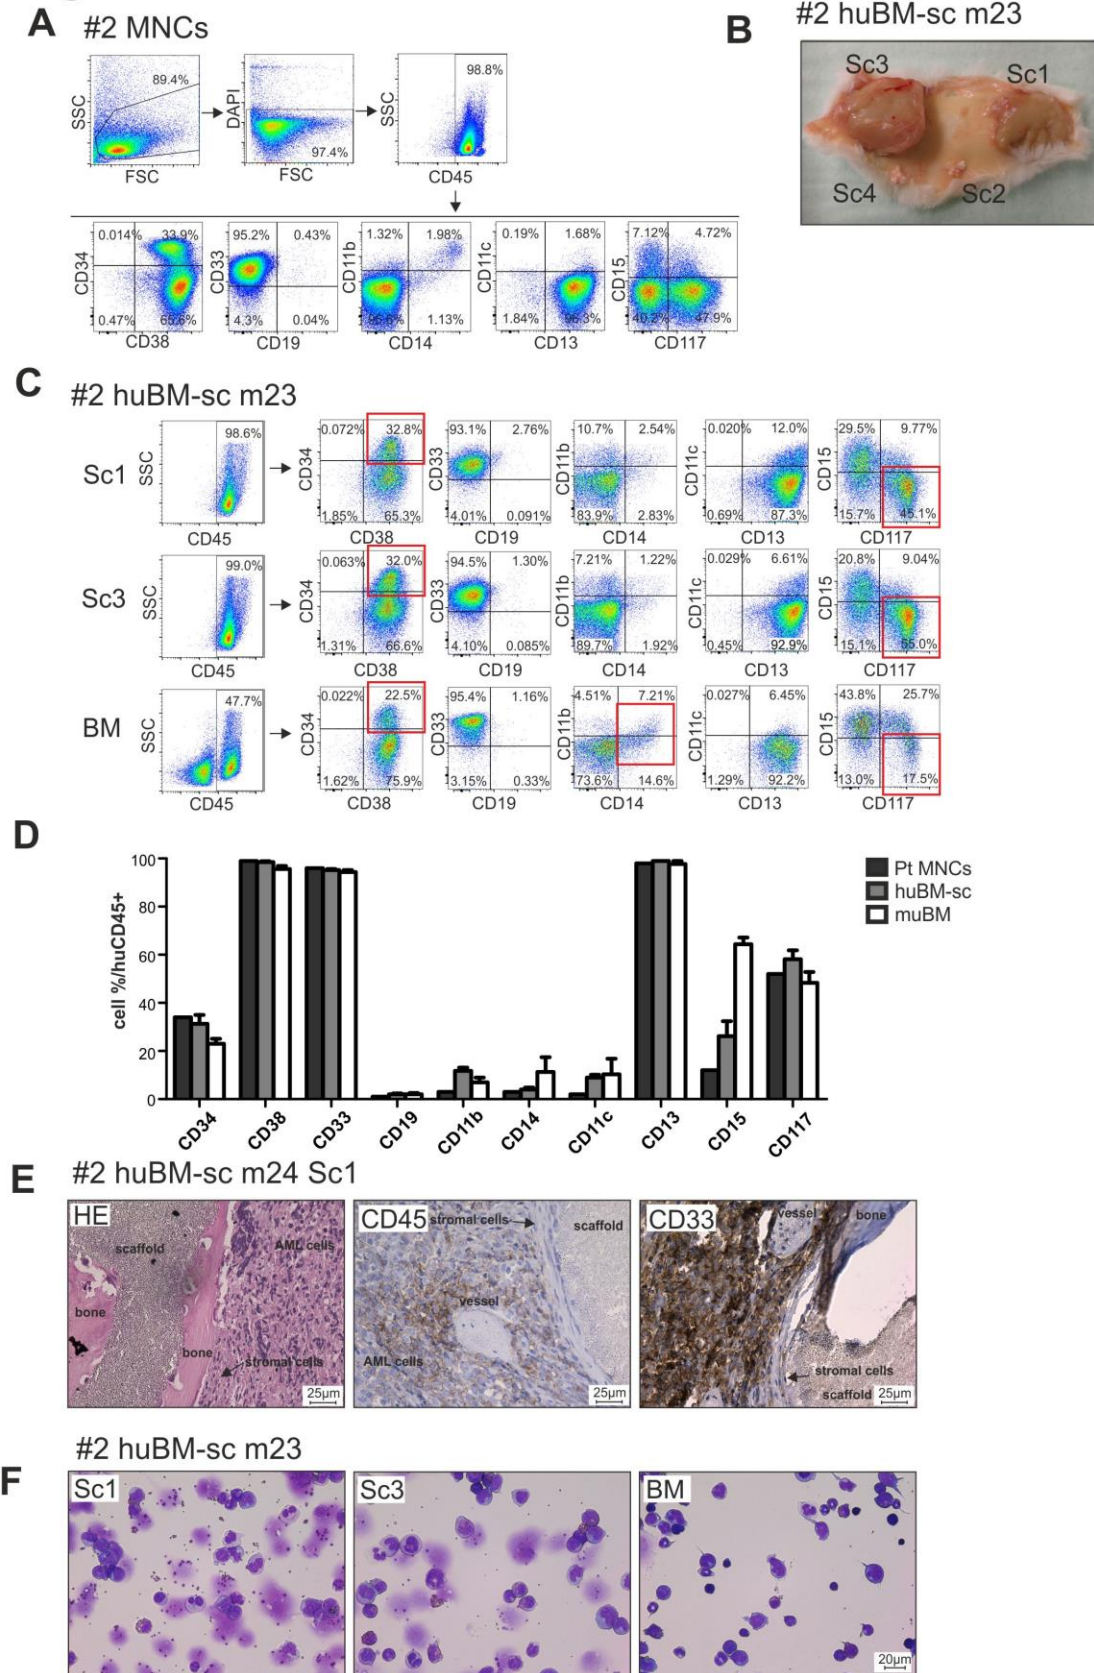 A #2 MNCs
89.4%
SSC
FSC
DAPI
97.4%
FSC
SSC
98.8%
CD45
0.014% 33.9%
CD34
0.47% 65.6%
CD38
95.2% 0.43%
CD33
4.3% 0.04%
CD19
1.32% 1.98%
CD11b
1.13%
CD14
0.19% 1.68%
CD11c
1.84% 96.3%
CD13
7.12% 4.72%
CD15
40.2% 47.9%
CD117
B #2 huBM-sc m23
Sc3 Sc1
Sc4 Sc2
C #2 huBM-sc m23
Sc1
SSC
98.6%
CD45
0.072% 32.8%
CD34
1.85% 65.3%
CD38
93.1% 2.76%
CD33
4.01% 0.091%
CD19
10.7% 2.54%
CD11b
83.9% 2.83%
CD14
0.020% 12.0%
CD11c
0.69% 87.3%
CD13
29.5% 9.77%
CD15
15.7% 45.1%
CD117
Sc3
SSC
99.0%
CD45
0.063% 32.0%
CD34
1.31% 66.6%
CD38
94.5% 1.30%
CD33
4.10% 0.085%
CD19
7.21% 1.22%
CD11b
89.7% 1.92%
CD14
0.029% 6.61%
CD11c
0.45% 92.9%
CD13
20.8% 9.04%
CD15
15.1% 55.0%
CD117
BM
SSC
47.7%
CD45
0.022% 22.5%
CD34
1.62% 75.9%
CD38
95.4% 1.16%
CD33
3.15% 0.33%
CD19
4.51% 7.21%
CD11b
73.6% 14.6%
CD14
0.027% 6.45%
CD11c
1.29% 92.2%
CD13
43.8% 25.7%
CD15
13.0% 17.5%
CD117
D
cell %/huCD45+
100
80
60
40
20
0
CD34 CD38 CD33 CD19 CD11b CD14 CD11c CD13 CD15 CD117
Pt MNCs
huBM-sc
muBM
E #2 huBM-sc m24 Sc1
HE
scaffold
AML cells
bone
bone
stromal cells
25µm
CD45
stromal cells
scaffold
vessel
AML cells
25µm
CD33
vessel
bone
stromal cells
scaffold
25µm
#2 huBM-sc m23
F
Sc1
Sc3
BM
20µm